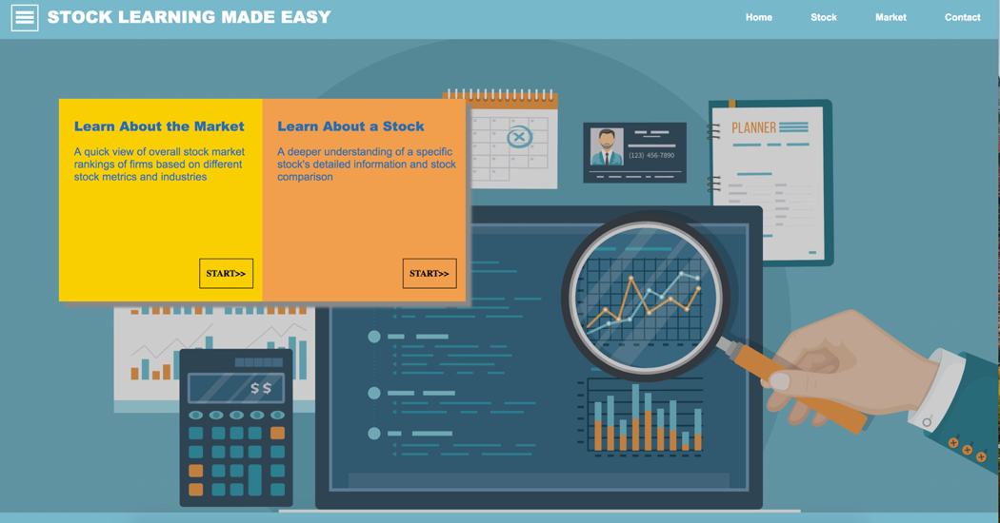 STOCK LEARNING MADE EASY
Home Stock Market Contact
Learn About the Market
A quick view of overall stock market
rankings of firms based on different
stock metrics and industries
START>>
Learn About a Stock
A deeper understanding of a specific
stock's detailed information and stock
comparison
START>>
(123) 456-7890
PLANNER
$$